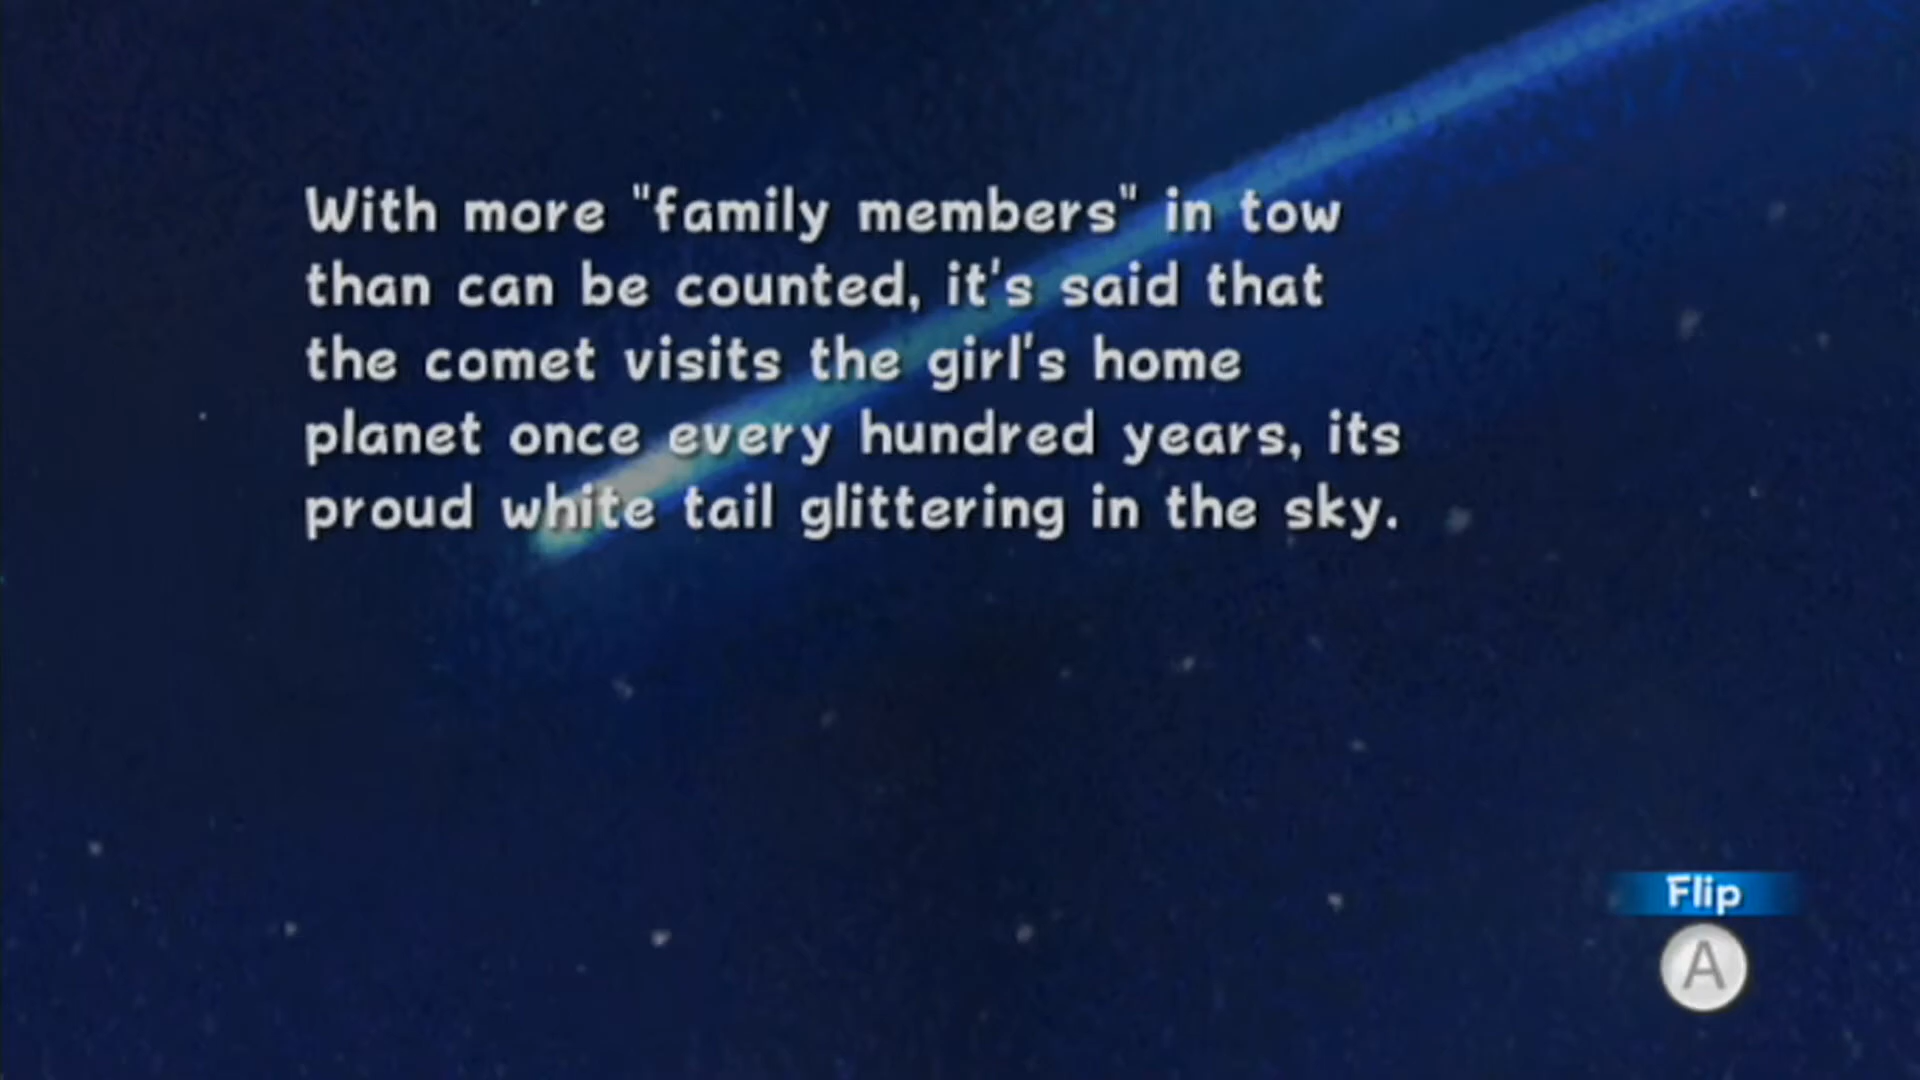 With more "family members" in tow
than can be counted, it's said that
the comet visits the girl's home
planet once every hundred years, its
proud white tail glittering in the sky.
Flip
A